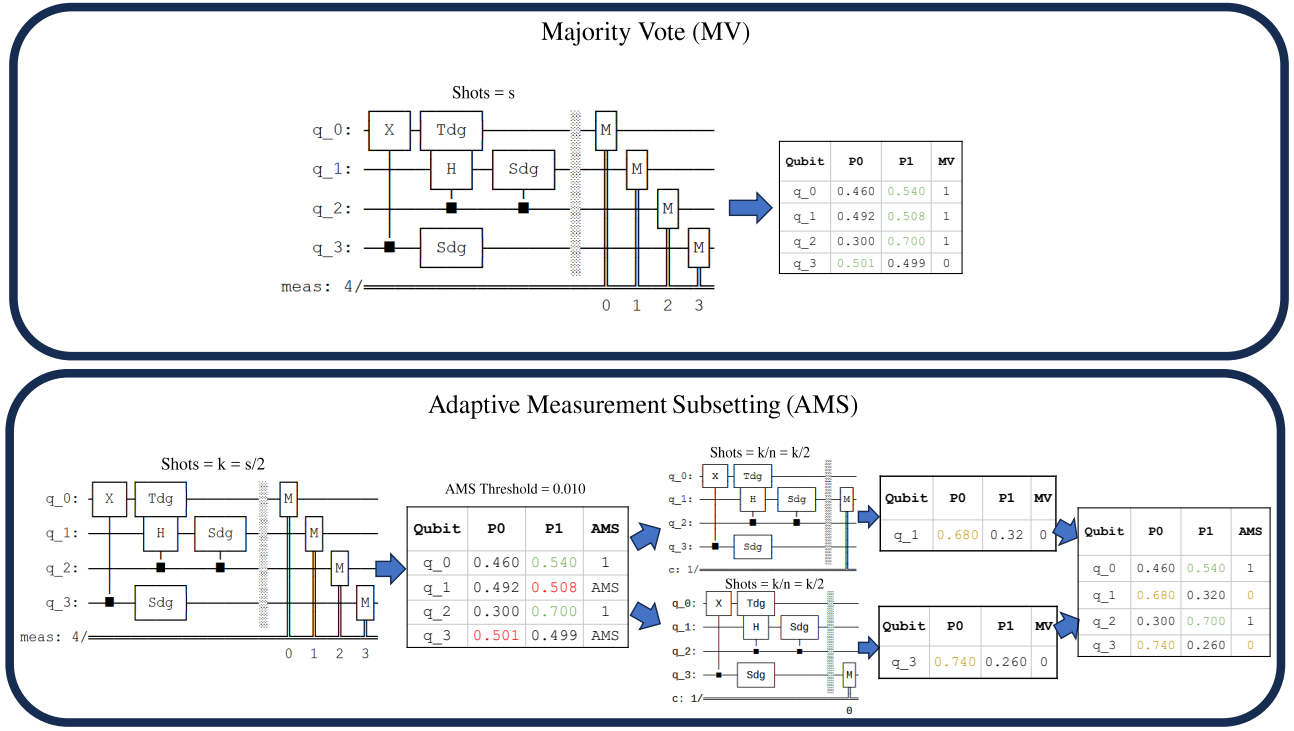 Majority Vote (MV)
Shots = s
q_0: X Tdg M
q_1: H Sdg M
q_2: M
q_3: Sdg M
meas: 4/
0 1 2 3
Qubit P0 P1 MV
q_0 0.460 0.540 1
q_1 0.492 0.508 1
q_2 0.300 0.700 1
q_3 0.501 0.499 0
Adaptive Measurement Subsetting (AMS)
Shots = k = s/2
q_0: X Tdg M
q_1: H Sdg M
q_2: M
q_3: Sdg M
meas: 4/
0 1 2 3
AMS Threshold = 0.010
Qubit P0 P1 AMS
q_0 0.460 0.540 1
q_1 0.492 0.508 AMS
q_2 0.300 0.700 1
q_3 0.501 0.499 AMS
Shots = k/n = k/2
q_0: X Tdg
q_1: H Sdg M
q_2:
q_3: Sdg
c: 1/
Qubit P0 P1 MV
q_1 0.680 0.32 0
Shots = k/n = k/2
q_0: X Tdg
q_1: H Sdg
q_2:
q_3: Sdg M
c: 1/
0
Qubit P0 P1 MV
q_3 0.740 0.260 0
Qubit P0 P1 AMS
q_0 0.460 0.540 1
q_1 0.680 0.320 0
q_2 0.300 0.700 1
q_3 0.740 0.260 0